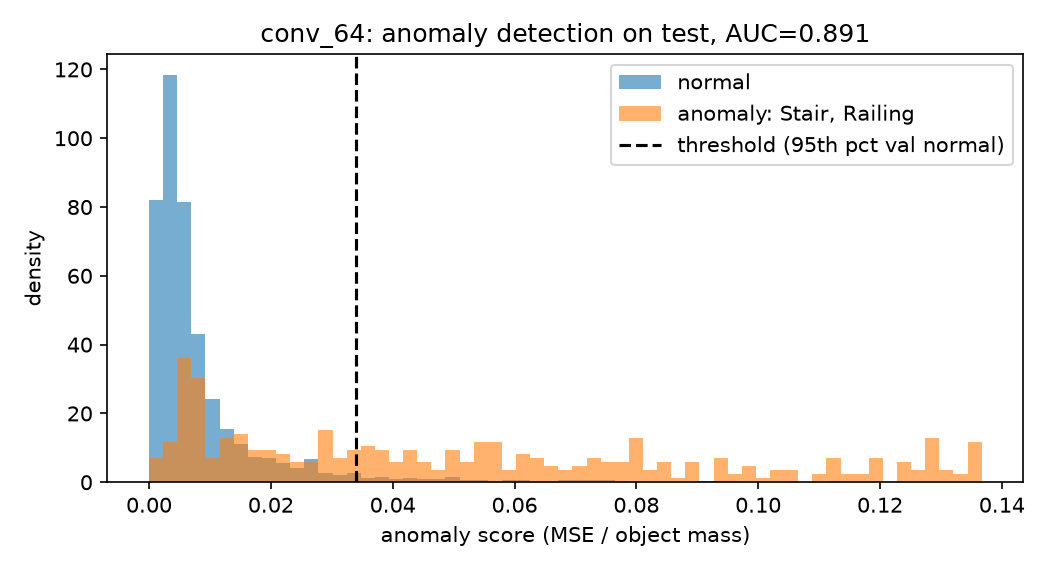 conv_64: anomaly detection on test, AUC=0.891
normal
anomaly: Stair, Railing
threshold (95th pct val normal)
density
120
100
80
60
40
20
0
0.00 0.02 0.04 0.06 0.08 0.10 0.12 0.14
anomaly score (MSE / object mass)